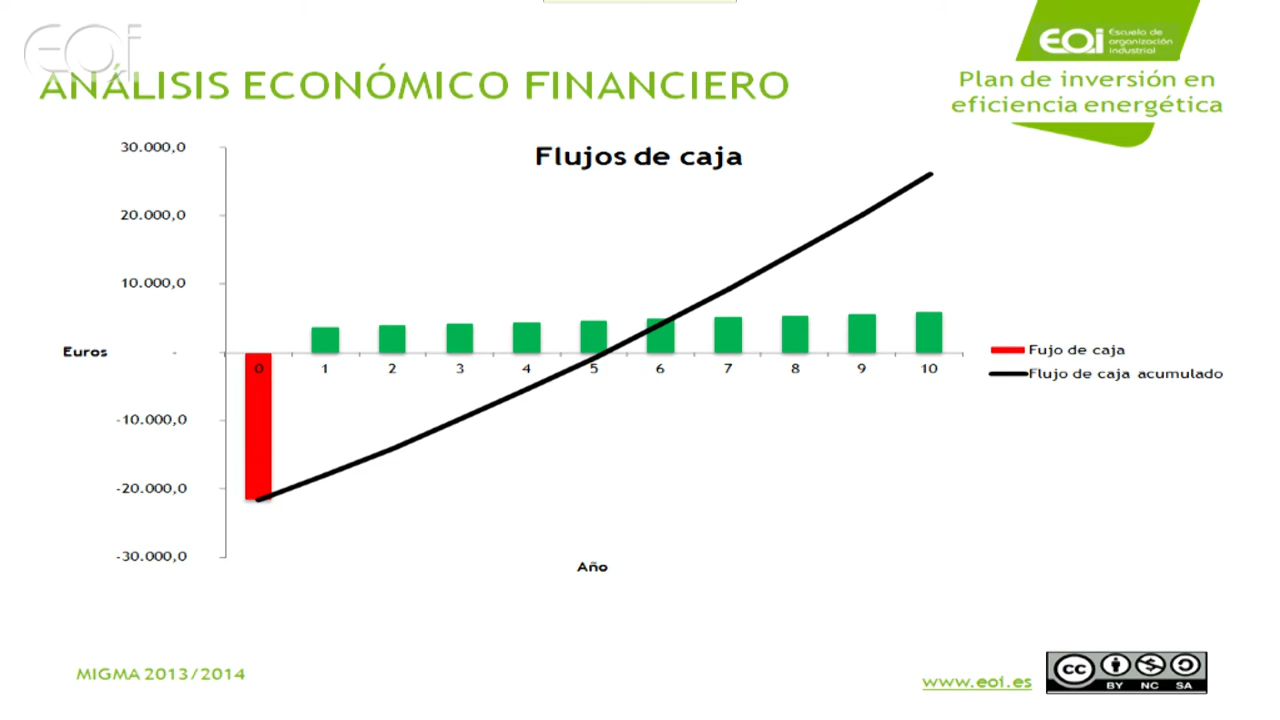 EOi
ANÁLISIS ECONÓMICO FINANCIERO
EOi Escuela de
organización
industrial
Plan de inversión en
eficiencia energética
Flujos de caja
30.000,0
20.000,0
10.000,0
Euros -
-10.000,0
-20.000,0
-30.000,0
0 1 2 3 4 5 6 7 8 9 10
Año
Fujo de caja
Flujo de caja acumulado
MIGMA 2013/2014
www.eoi.es
cc
BY NC SA